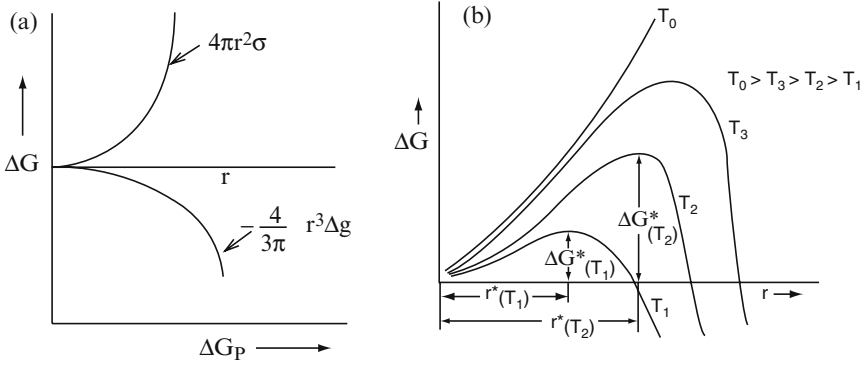 (a)
4πr²σ
ΔG
r
- 4/3π r³Δg
ΔG_P
(b)
T₀
T₀ > T₃ > T₂ > T₁
ΔG
T₃
T₂
ΔG*(T₂)
ΔG*(T₁)
r*(T₁)
T₁
r
r*(T₂)